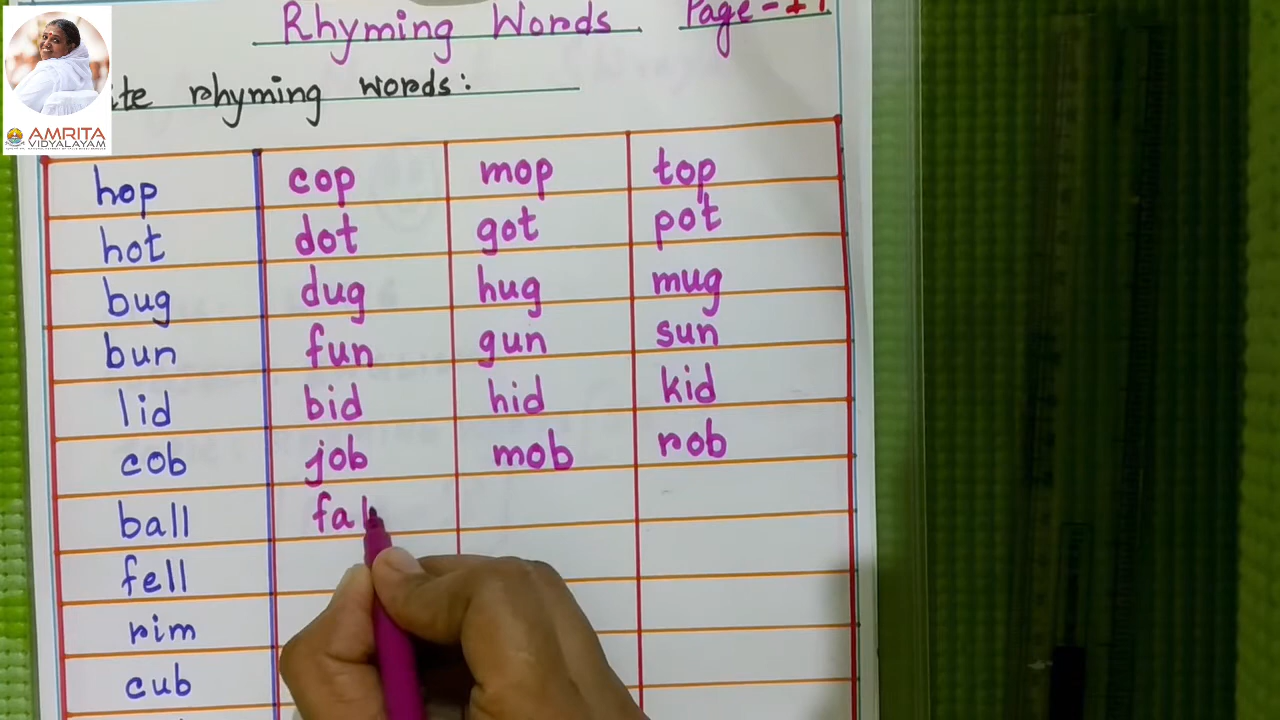 Rhyming Words Page -
rhyming words:
AMRITA
VIDYALAYAM
hop cop mop top
hot dot got pot
bug dug hug mug
bun fun gun sun
lid bid hid kid
cob job mob rob
ball fal
fell
rim
cub